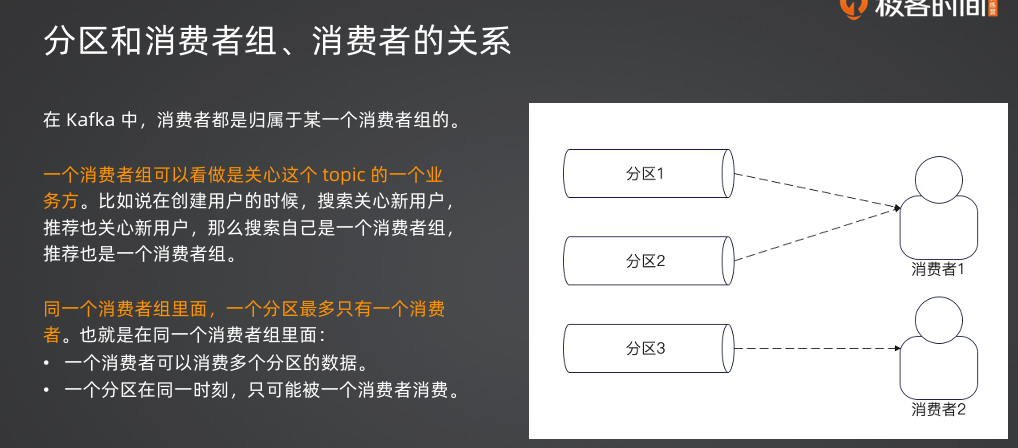 极客时间
分区和消费者组、消费者的关系
在 Kafka 中，消费者都是归属于某一个消费者组的。
一个消费者组可以看做是关心这个 topic 的一个业
务方。比如说在创建用户的时候，搜索关心新用户，
推荐也关心新用户，那么搜索自己是一个消费者组，
推荐也是一个消费者组。
同一个消费者组里面，一个分区最多只有一个消费
者。也就是在同一个消费者组里面：
• 一个消费者可以消费多个分区的数据。
• 一个分区在同一时刻，只可能被一个消费者消费。
分区1
分区2
分区3
消费者1
消费者2